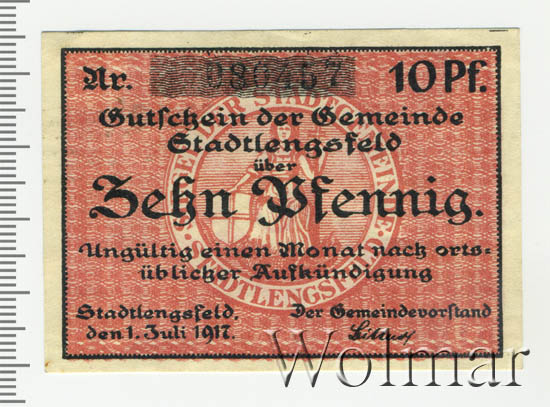 Nr. 090457 10 Pf.
Gutschein der Gemeinde
Stadtlengsfeld
über
Zehn Pfennig.
Ungültig einen Monat nach orts-
üblicher Aufkündigung
Stadtlengsfeld, Der Gemeindevorstand
den 1. Juli 1917.
Wolmar